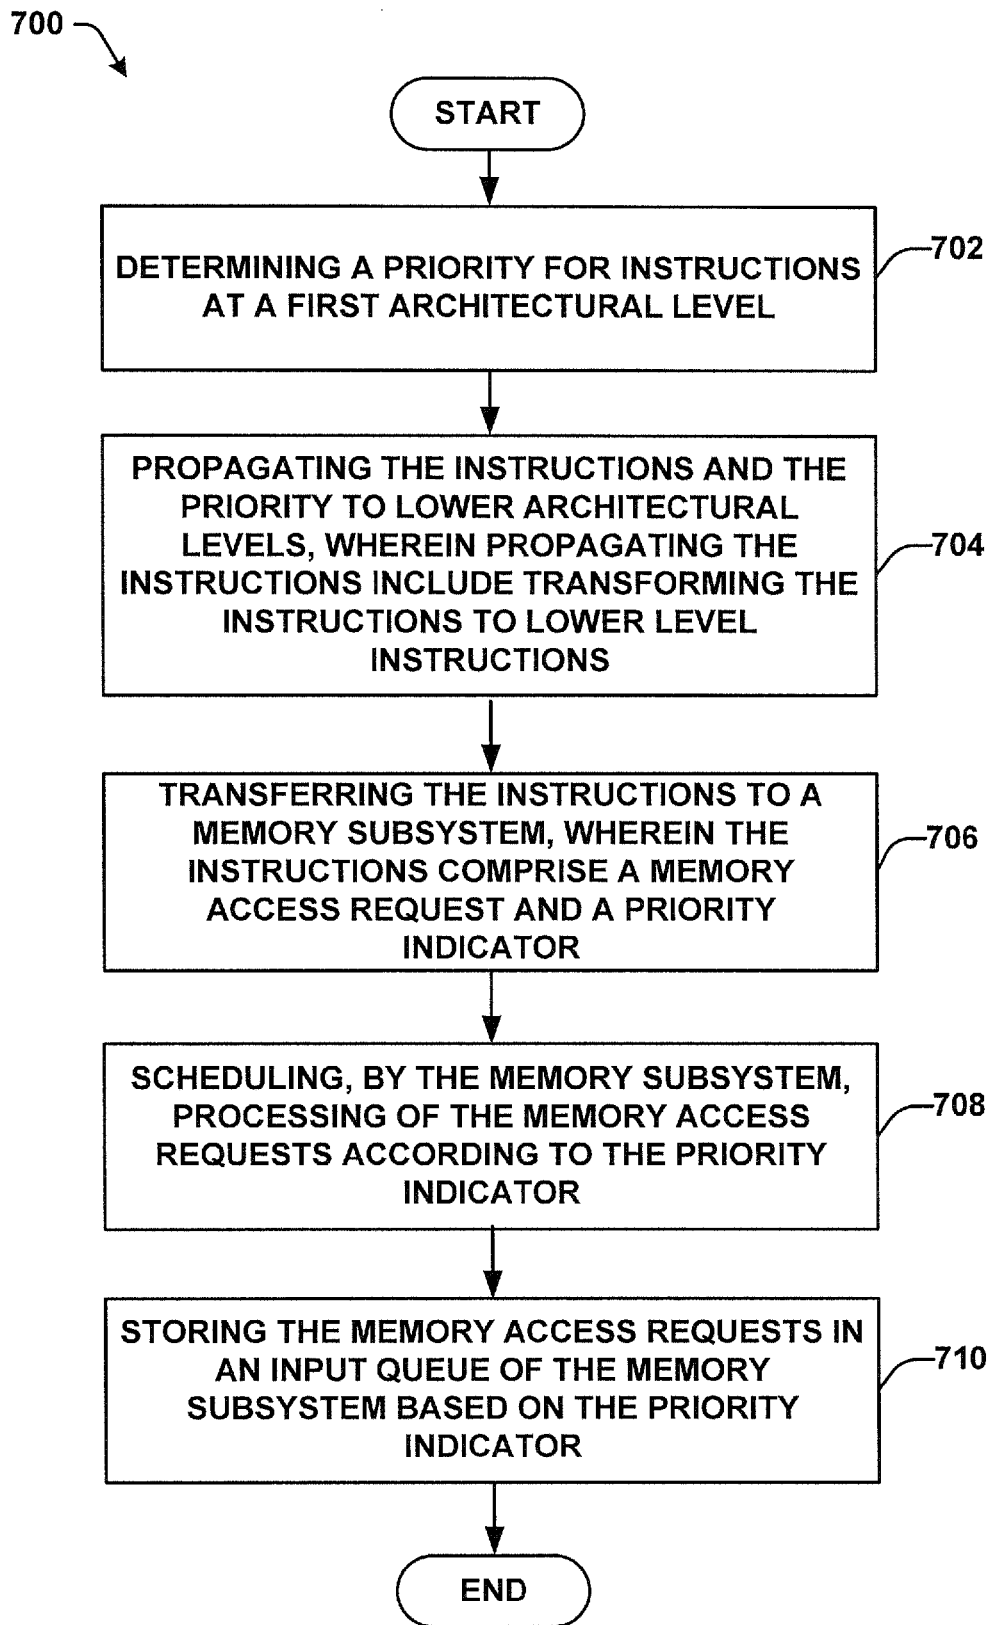 700
START
DETERMINING A PRIORITY FOR INSTRUCTIONS
AT A FIRST ARCHITECTURAL LEVEL
702
PROPAGATING THE INSTRUCTIONS AND THE
PRIORITY TO LOWER ARCHITECTURAL
LEVELS, WHEREIN PROPAGATING THE
INSTRUCTIONS INCLUDE TRANSFORMING THE
INSTRUCTIONS TO LOWER LEVEL
INSTRUCTIONS
704
TRANSFERRING THE INSTRUCTIONS TO A
MEMORY SUBSYSTEM, WHEREIN THE
INSTRUCTIONS COMPRISE A MEMORY
ACCESS REQUEST AND A PRIORITY
INDICATOR
706
SCHEDULING, BY THE MEMORY SUBSYSTEM,
PROCESSING OF THE MEMORY ACCESS
REQUESTS ACCORDING TO THE PRIORITY
INDICATOR
708
STORING THE MEMORY ACCESS REQUESTS IN
AN INPUT QUEUE OF THE MEMORY
SUBSYSTEM BASED ON THE PRIORITY
INDICATOR
710
END